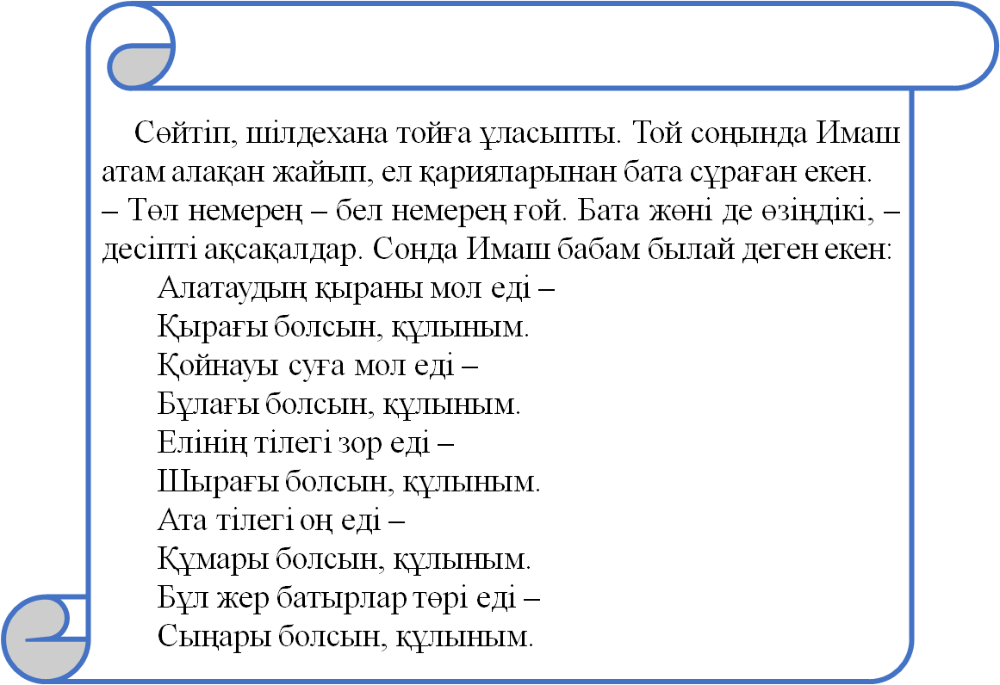 Сөйтіп, шілдехана тойға ұласыпты. Той соңында Имаш
атам алақан жайып, ел қарияларынан бата сұраған екен.
– Төл немерең – бел немерең ғой. Бата жөні де өзіңдікі, –
десіпті ақсақалдар. Сонда Имаш бабам былай деген екен:
Алатаудың қыраны мол еді –
Қырағы болсын, құлыным.
Қойнауы суға мол еді –
Бұлағы болсын, құлыным.
Елінің тілегі зор еді –
Шырағы болсын, құлыным.
Ата тілегі оң еді –
Құмары болсын, құлыным.
Бұл жер батырлар төрі еді –
Сыңары болсын, құлыным.